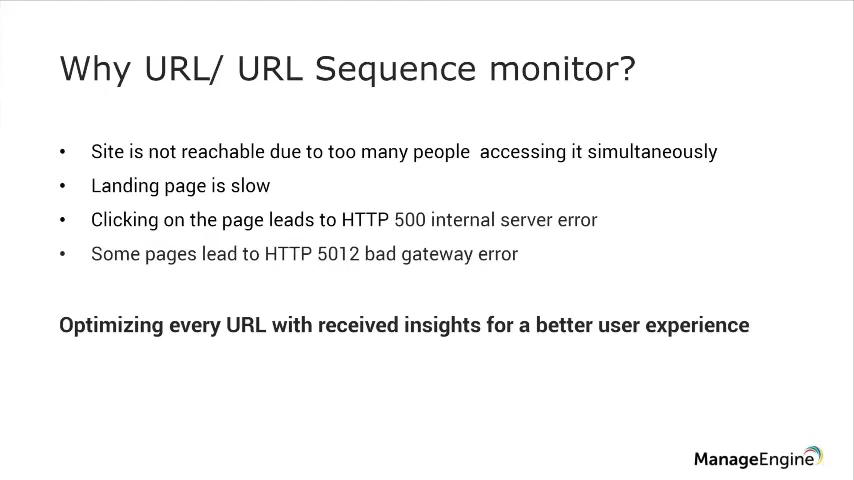 Why URL/ URL Sequence monitor?
• Site is not reachable due to too many people  accessing it simultaneously
• Landing page is slow
• Clicking on the page leads to HTTP 500 internal server error
• Some pages lead to HTTP 5012 bad gateway error
Optimizing every URL with received insights for a better user experience
ManageEngine